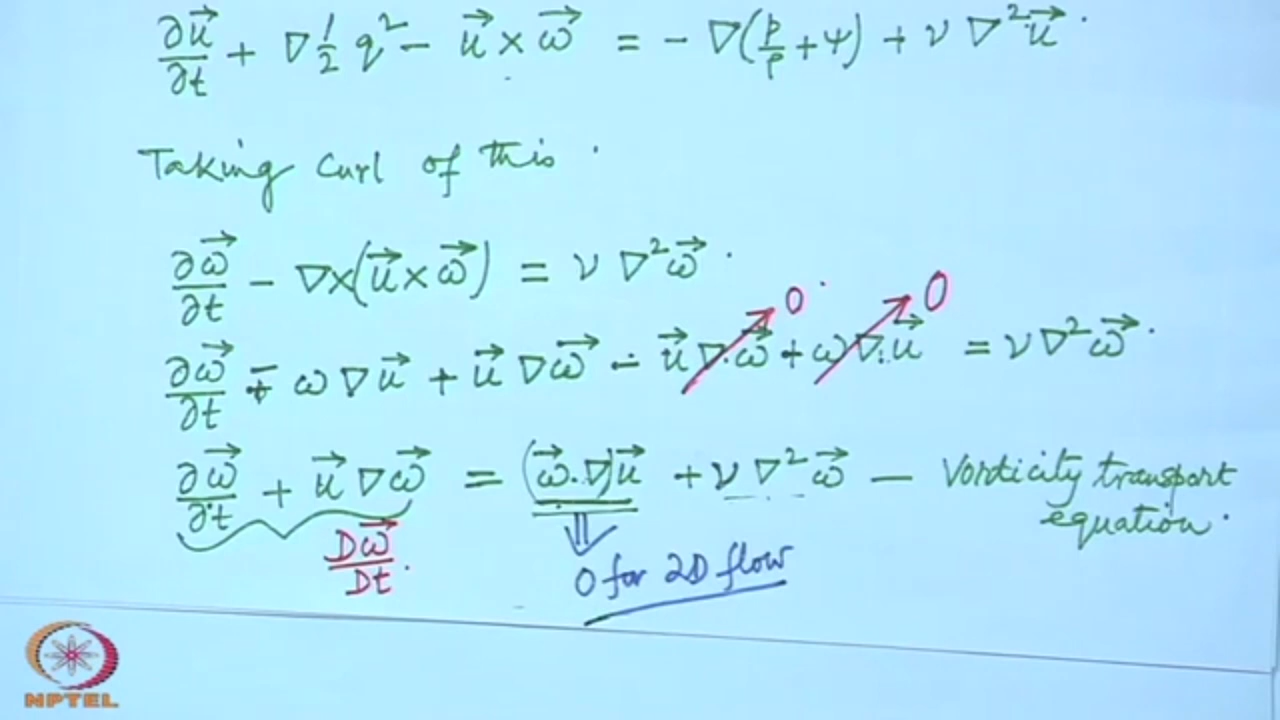 ∂u⃗/∂t + ∇ ½ q² − u⃗ × ω⃗ = − ∇(p/ρ + ψ) + ν ∇²u⃗ .
Taking curl of this .
∂ω⃗/∂t − ∇×(u⃗ × ω⃗) = ν ∇²ω⃗ .
∂ω⃗/∂t − ω∇u⃗ + u⃗ ∇ω⃗ − u⃗ ∇.ω⃗ + ω∇.u⃗ = ν∇²ω⃗ .
0 0
∂ω⃗/∂t + u⃗ ∇ω⃗ = (ω⃗.∇)u⃗ + ν ∇²ω⃗ — Vorticity transport
equation .
Dω⃗/Dt .
⇓
0 for 2D flow
NPTEL